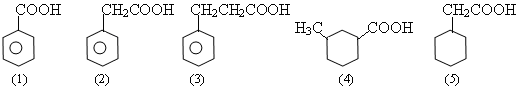 COOH CH₂COOH CH₂CH₂COOH H₃C COOH CH₂COOH
(1) (2) (3) (4) (5)